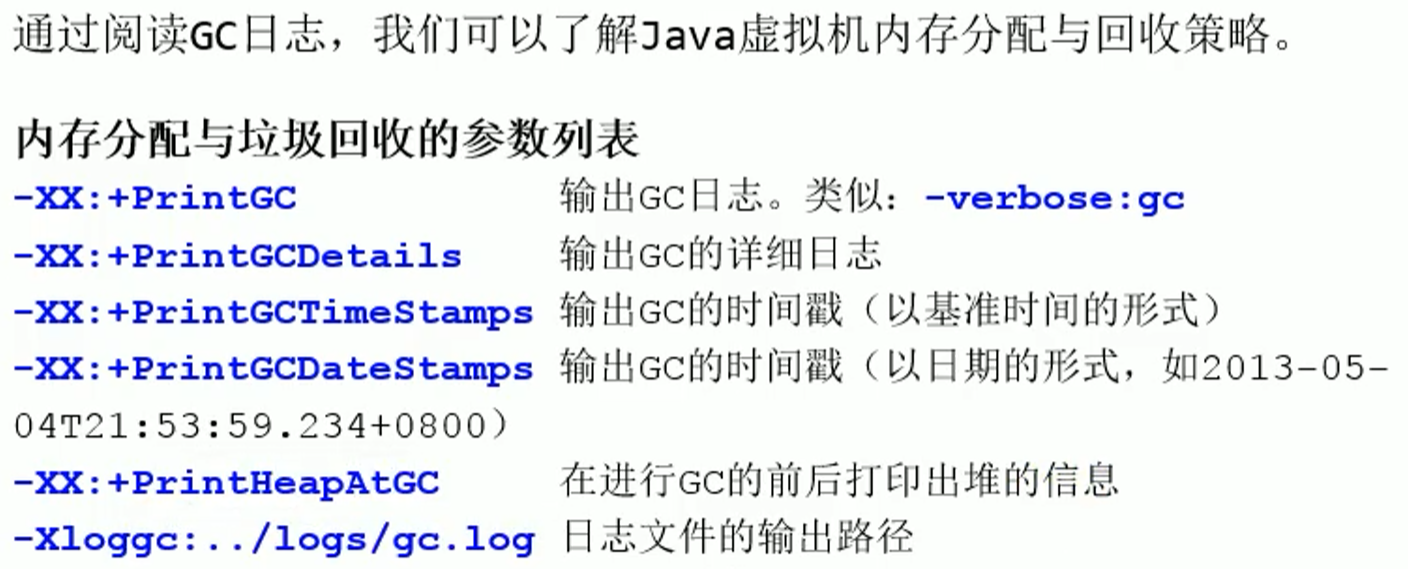 通过阅读GC日志，我们可以了解Java虚拟机内存分配与回收策略。
内存分配与垃圾回收的参数列表
-XX:+PrintGC 输出GC日志。类似：-verbose:gc
-XX:+PrintGCDetails 输出GC的详细日志
-XX:+PrintGCTimeStamps 输出GC的时间戳（以基准时间的形式）
-XX:+PrintGCDateStamps 输出GC的时间戳（以日期的形式，如2013-05-
04T21:53:59.234+0800）
-XX:+PrintHeapAtGC 在进行GC的前后打印出堆的信息
-Xloggc:../logs/gc.log 日志文件的输出路径